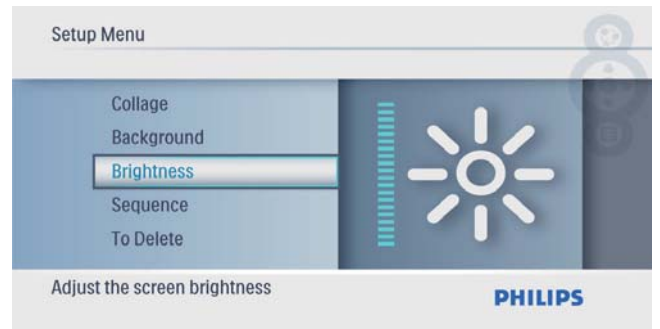 Setup Menu
Collage
Background
Brightness
Sequence
To Delete
Adjust the screen brightness
PHILIPS